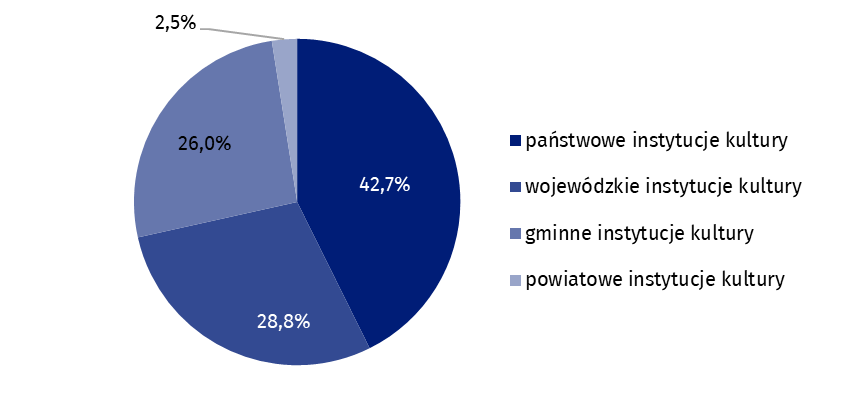 2,5%
26,0%
42,7%
28,8%
państwowe instytucje kultury
wojewódzkie instytucje kultury
gminne instytucje kultury
powiatowe instytucje kultury